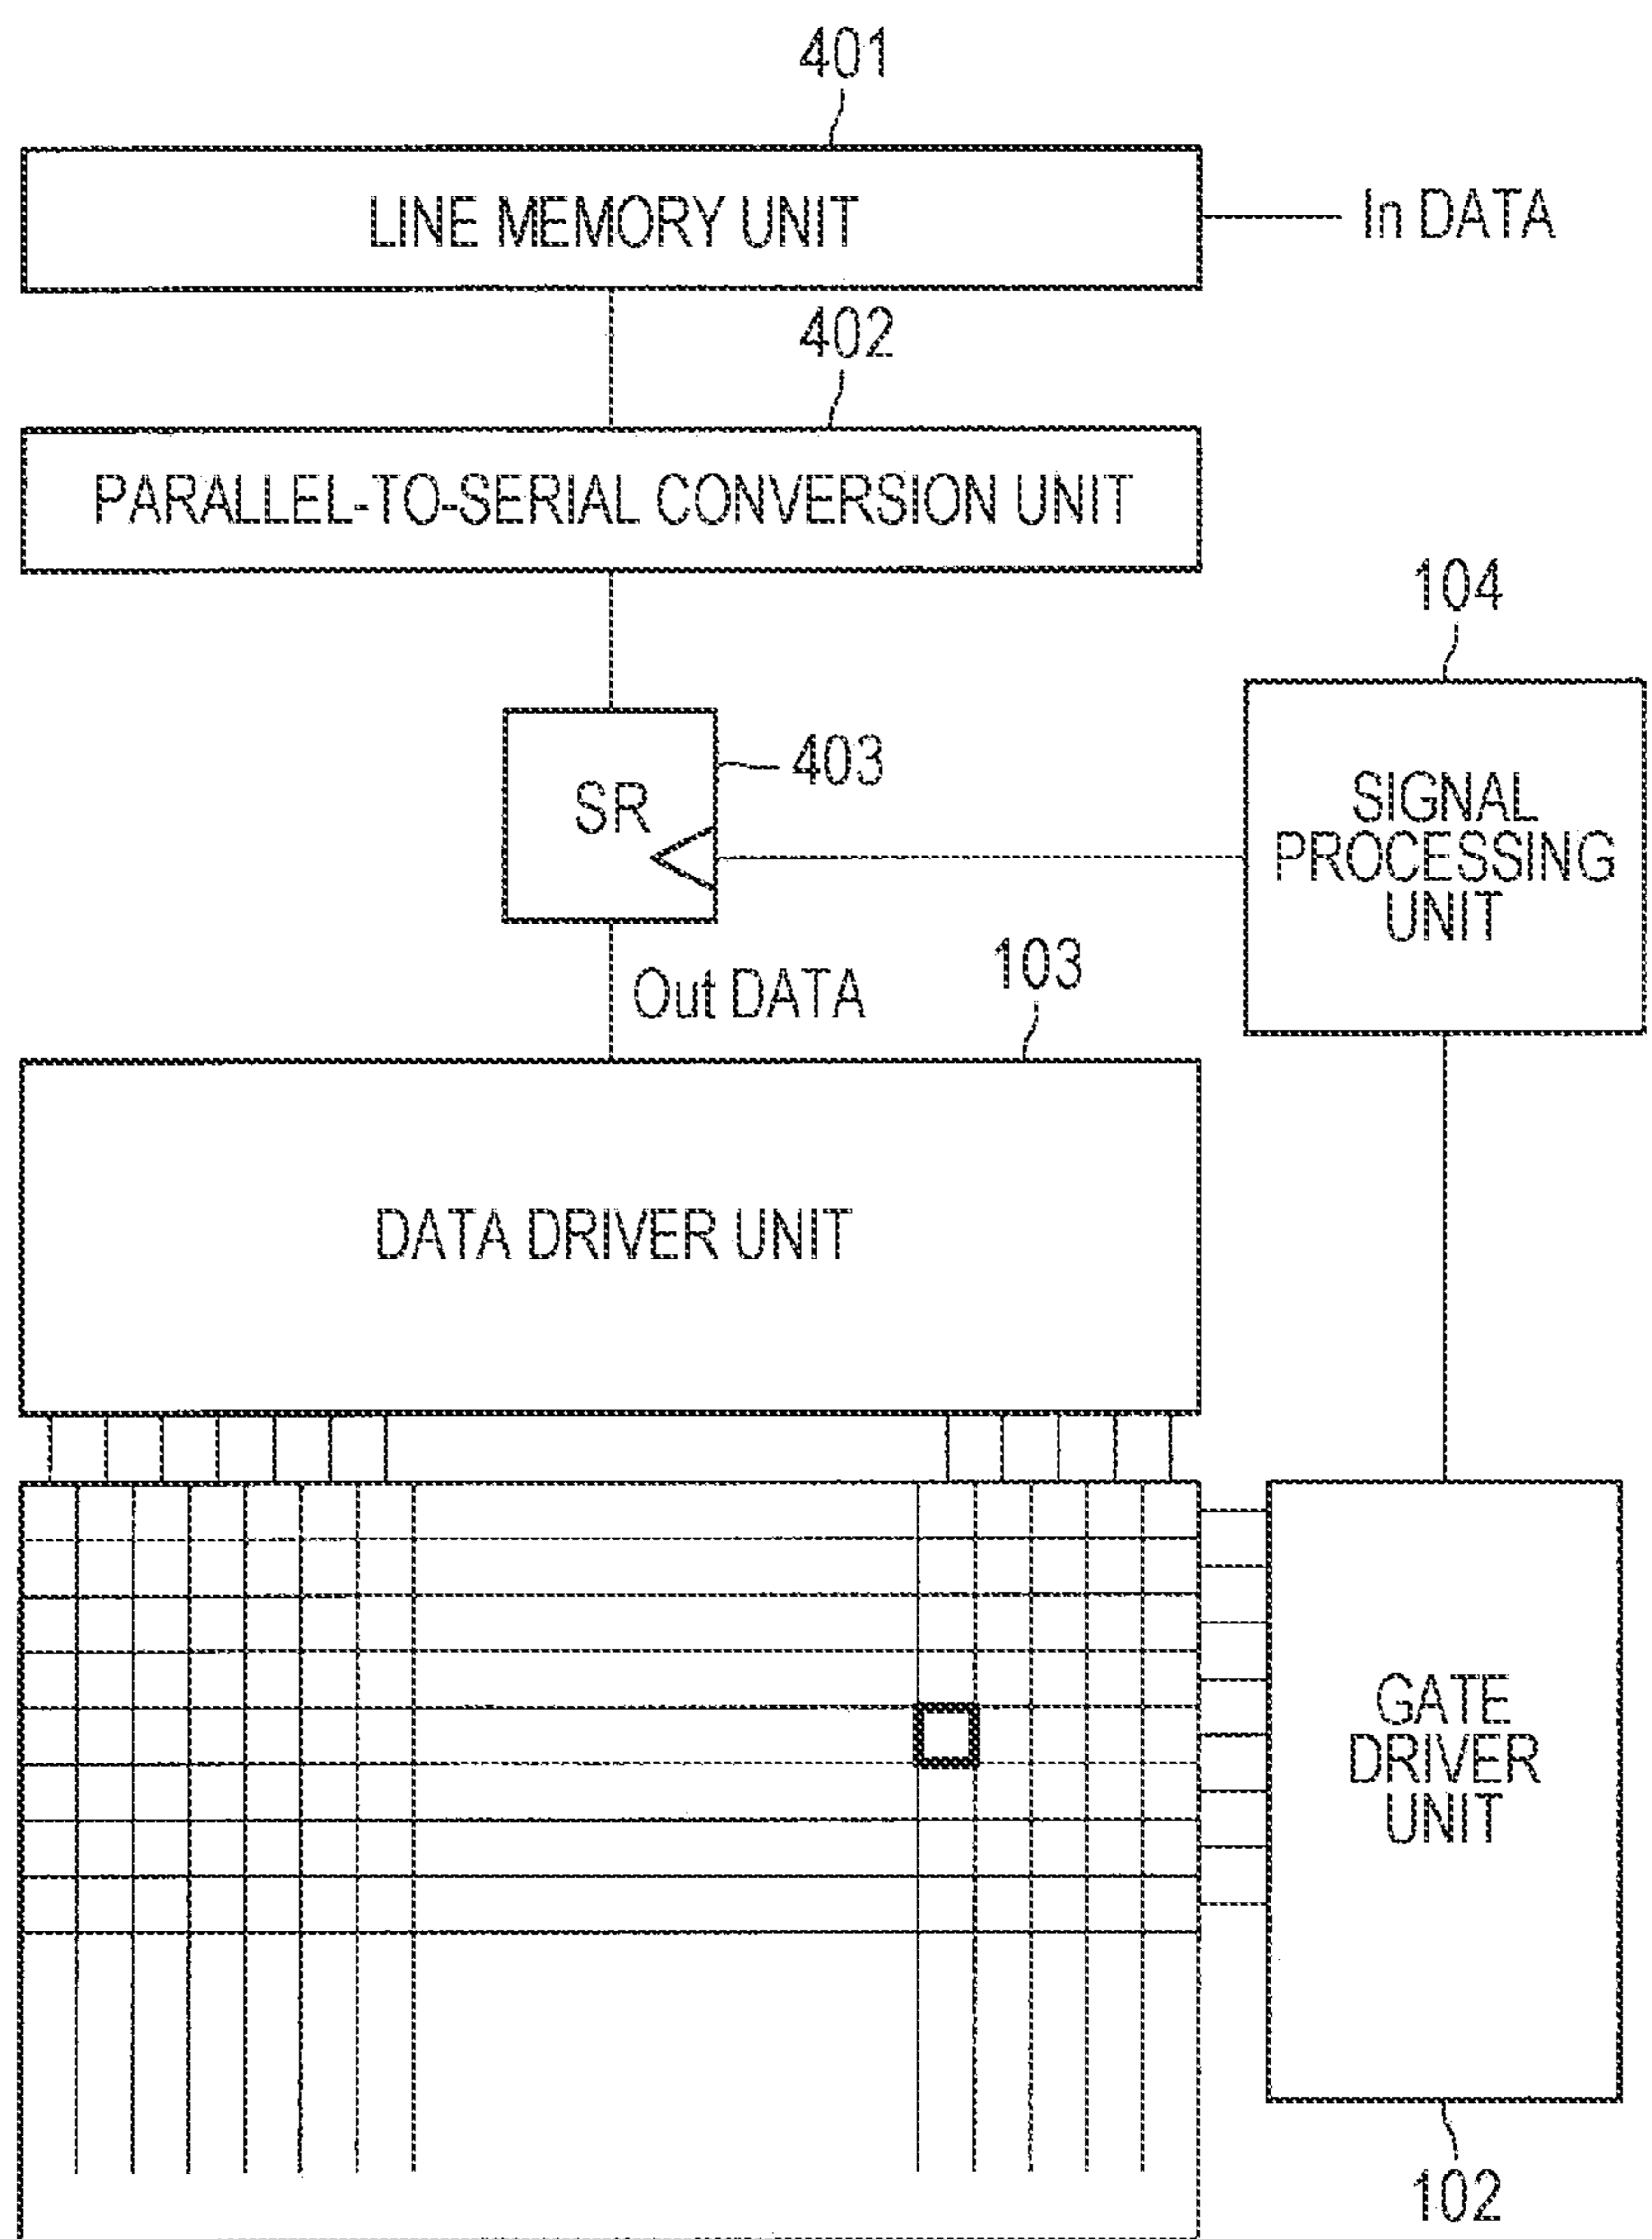 401
LINE MEMORY UNIT
In DATA
402
PARALLEL-TO-SERIAL CONVERSION UNIT
104
403
SR
SIGNAL
PROCESSING
UNIT
103
Out DATA
DATA DRIVER UNIT
GATE
DRIVER
UNIT
102